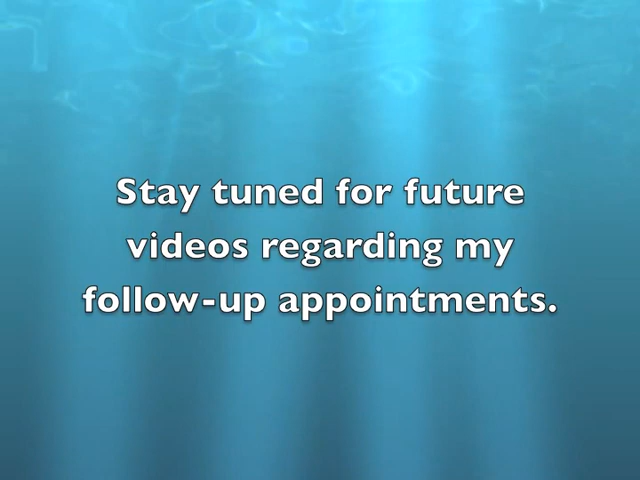 Stay tuned for future
videos regarding my
follow-up appointments.